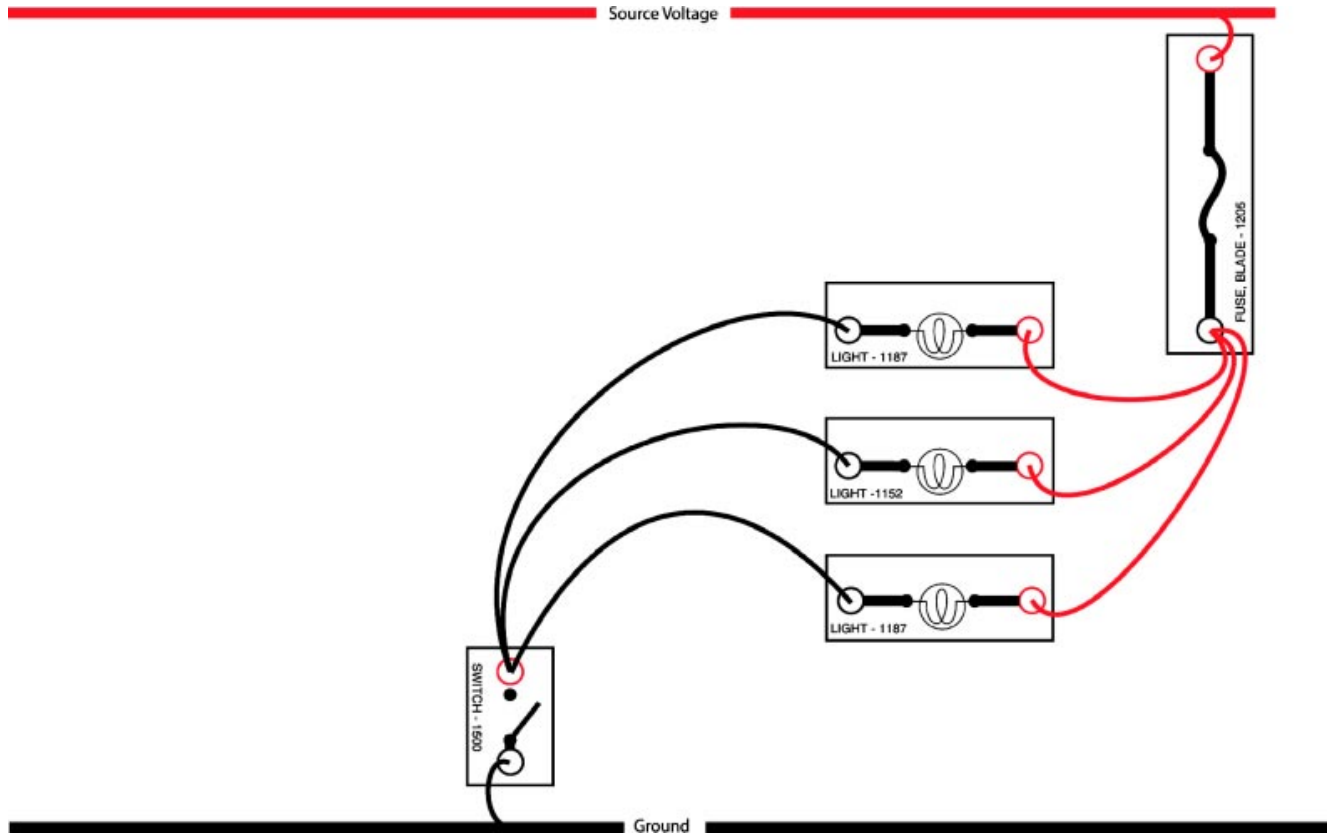 Source Voltage
FUSE, BLADE - 1205
LIGHT - 1187
LIGHT -1152
LIGHT - 1187
SWITCH - 1500
Ground